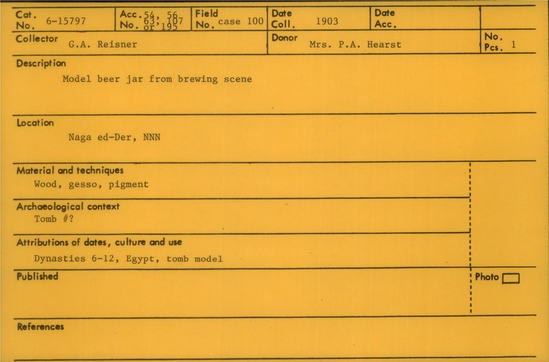 Cat. No. 6-15797 Acc. No. 54, 56 63, 107 or 195 Field No. case 100 Date Coll. 1903 Date Acc.
Collector G.A. Reisner Donor Mrs. P.A. Hearst No. Pcs. 1
Description
Model beer jar from brewing scene
Location
Naga ed-Der, NNN
Material and techniques
Wood, gesso, pigment
Archaeological context
Tomb #?
Attributions of dates, culture and use
Dynasties 6-12, Egypt, tomb model
Published Photo
References